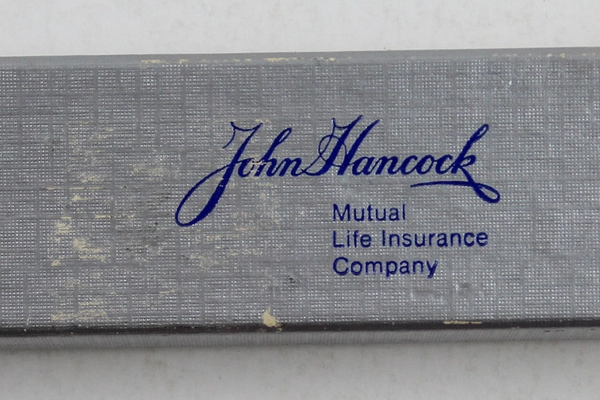 John Hancock
Mutual
Life Insurance
Company